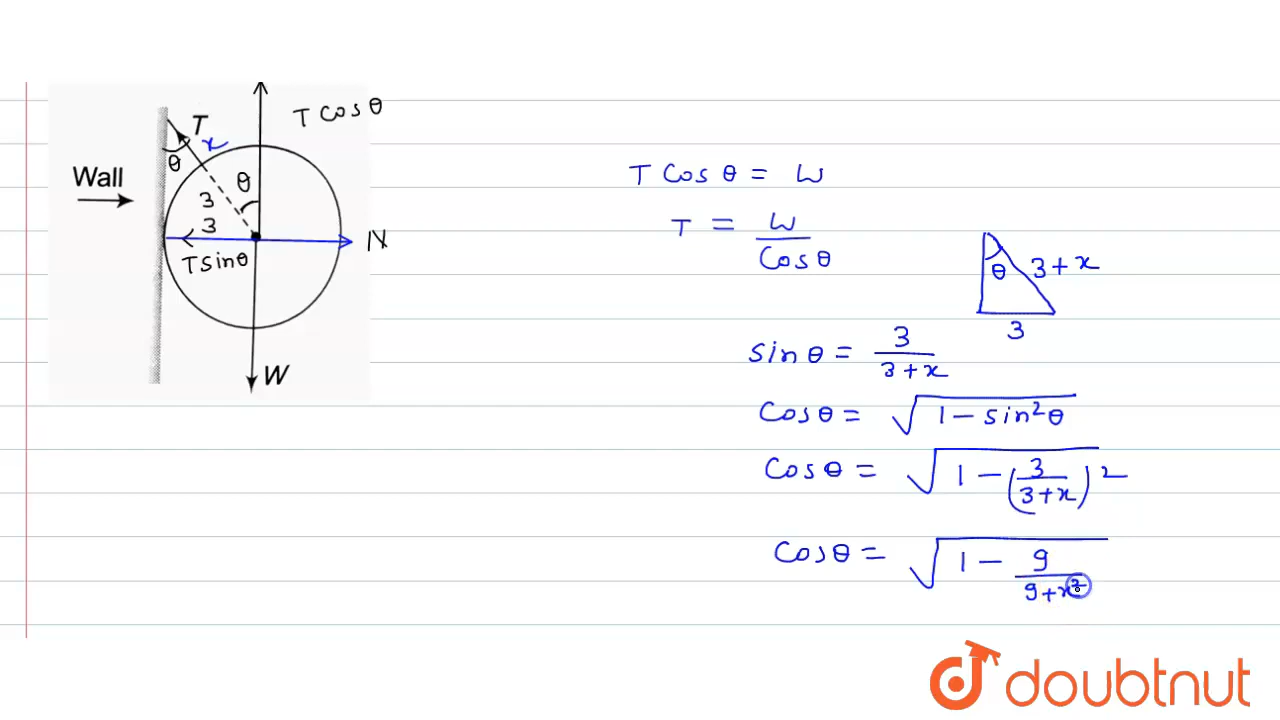 T cos θ
T
x
θ
θ
Wall
3
3
N
T sin θ
W
T cos θ = W
T = W / cos θ
θ 3 + x
3
sin θ = 3 / 3 + x
cos θ = √1 − sin²θ
cos θ = √1 − (3 / 3 + x)²
cos θ = √1 − 9 / 9 + x²
doubtnut